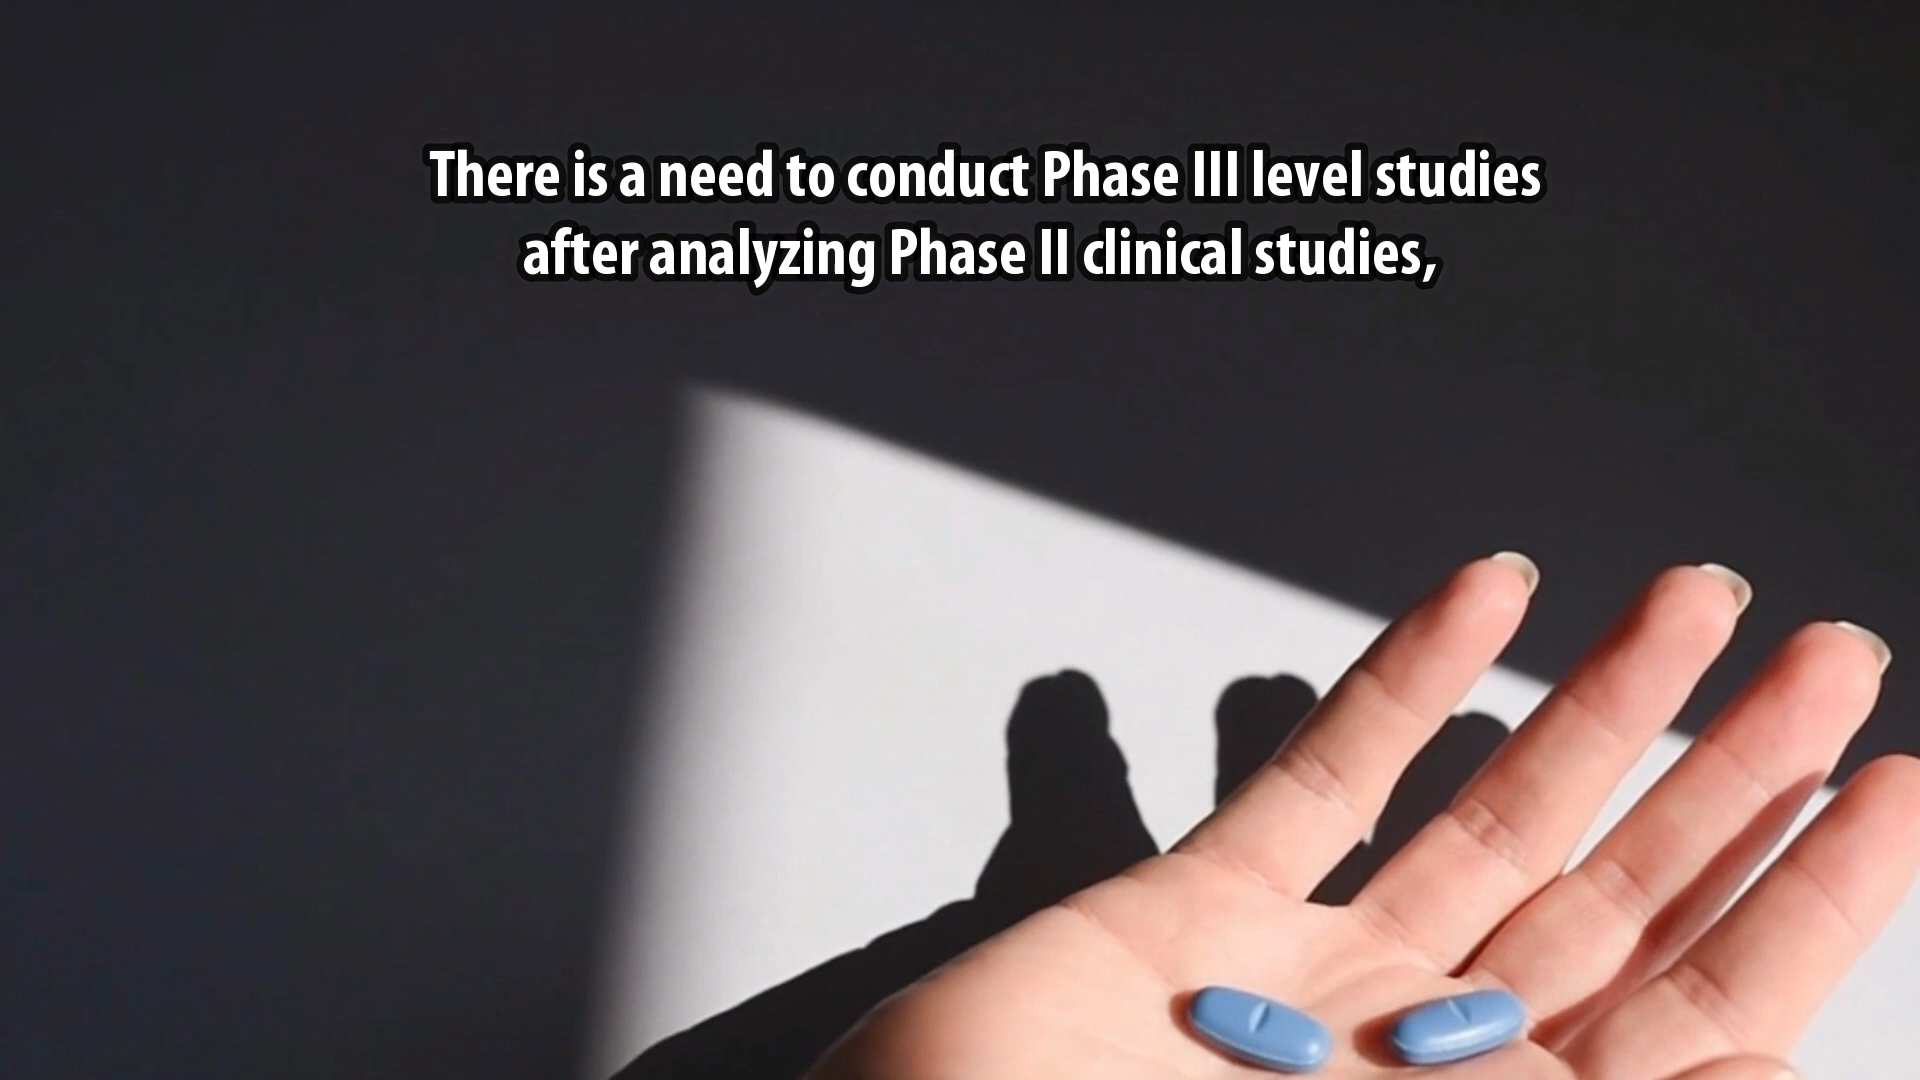 There is a need to conduct Phase III level studies
after analyzing Phase II clinical studies,